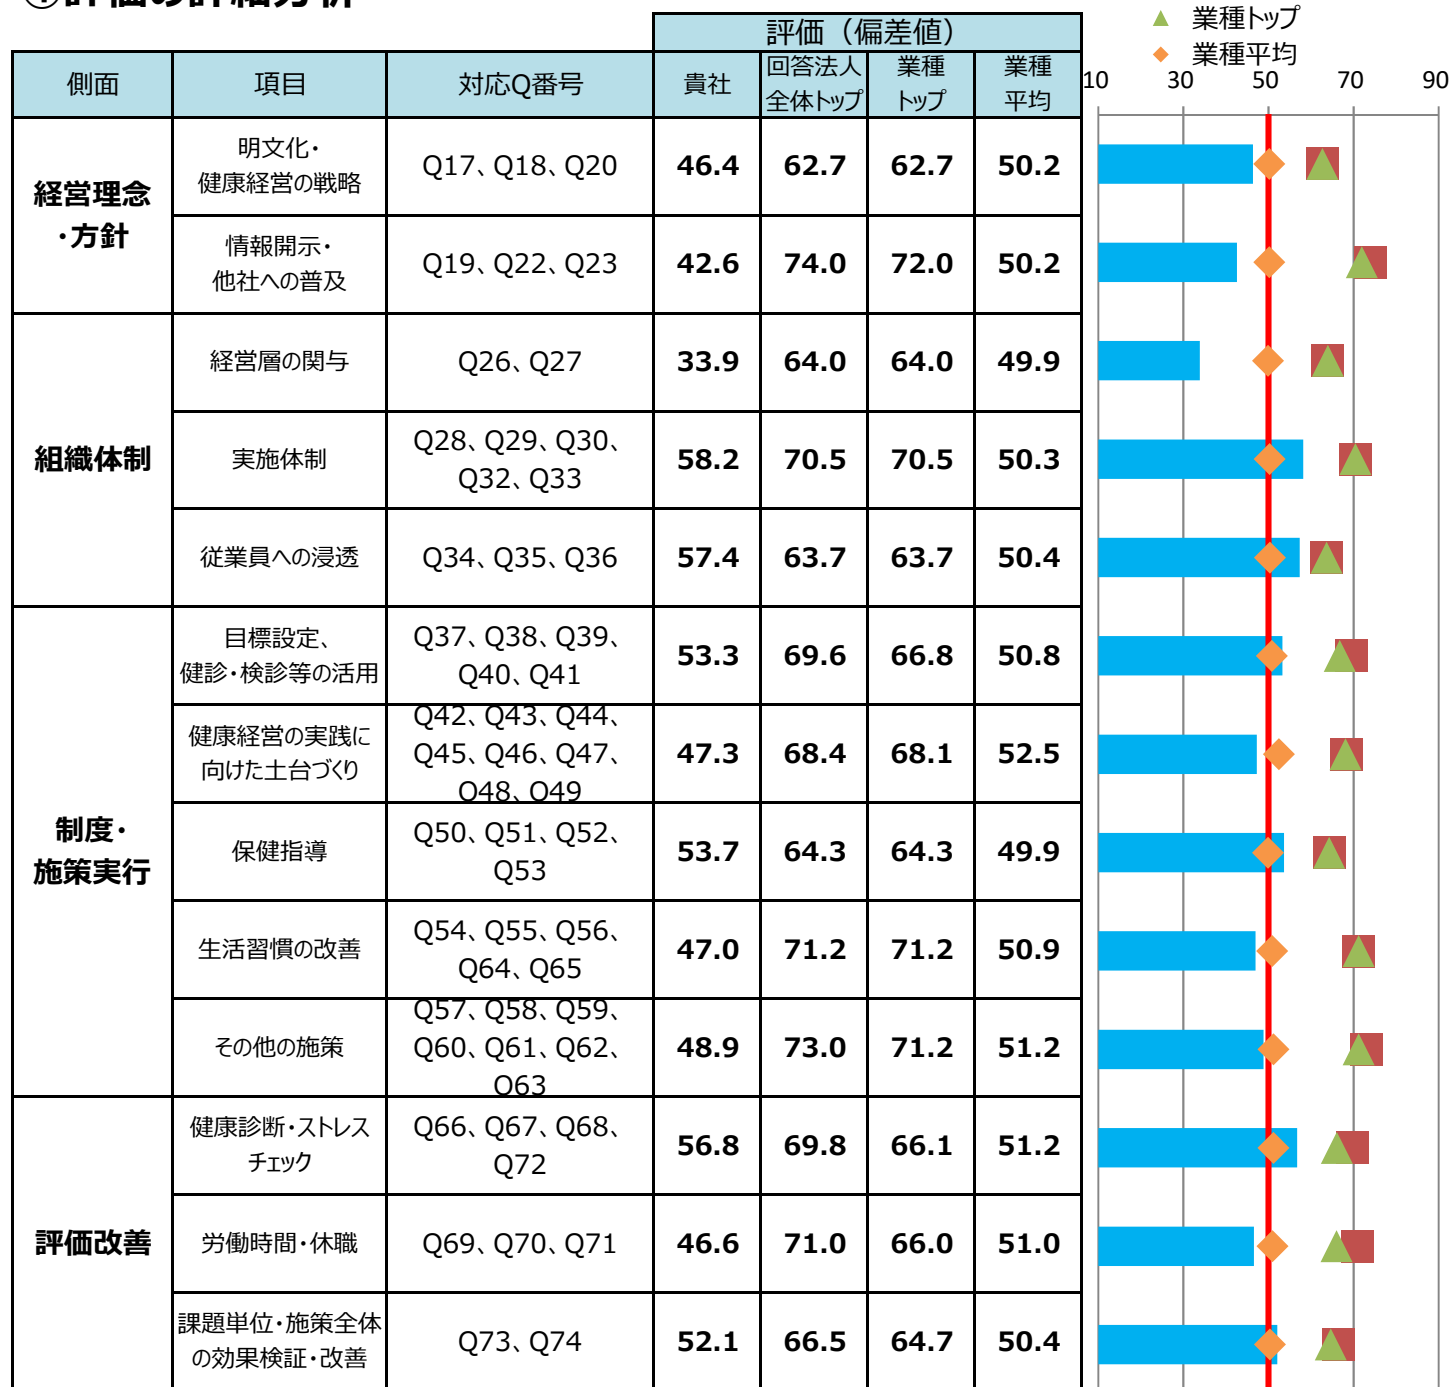 ④評価の詳細分析
▲ 業種トップ
◆ 業種平均
評価（偏差値）
側面 項目 対応Q番号 貴社 回答法人 業種 業種
全体トップ トップ 平均
10 30 50 70 90
経営理念
・方針
明文化・
健康経営の戦略
Q17、Q18、Q20
46.4 62.7 62.7 50.2
情報開示・
他社への普及
Q19、Q22、Q23
42.6 74.0 72.0 50.2
組織体制
経営層の関与
Q26、Q27
33.9 64.0 64.0 49.9
実施体制
Q28、Q29、Q30、
Q32、Q33
58.2 70.5 70.5 50.3
従業員への浸透
Q34、Q35、Q36
57.4 63.7 63.7 50.4
制度・
施策実行
目標設定、
健診・検診等の活用
Q37、Q38、Q39、
Q40、Q41
53.3 69.6 66.8 50.8
健康経営の実践に
向けた土台づくり
Q42、Q43、Q44、
Q45、Q46、Q47、
Q48、Q49
47.3 68.4 68.1 52.5
保健指導
Q50、Q51、Q52、
Q53
53.7 64.3 64.3 49.9
生活習慣の改善
Q54、Q55、Q56、
Q64、Q65
47.0 71.2 71.2 50.9
その他の施策
Q57、Q58、Q59、
Q60、Q61、Q62、
Q63
48.9 73.0 71.2 51.2
評価改善
健康診断・ストレス
チェック
Q66、Q67、Q68、
Q72
56.8 69.8 66.1 51.2
労働時間・休職
Q69、Q70、Q71
46.6 71.0 66.0 51.0
課題単位・施策全体
の効果検証・改善
Q73、Q74
52.1 66.5 64.7 50.4